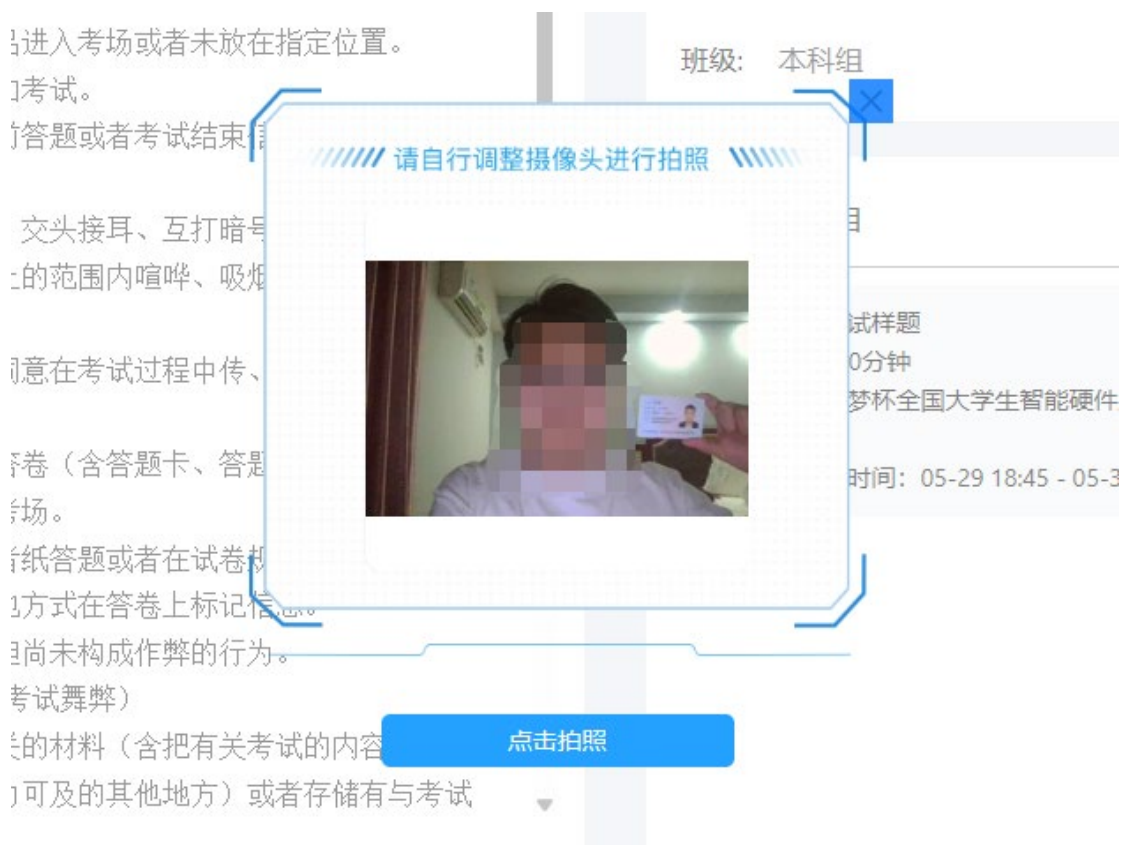 进入考场或者未放在指定位置。
考试。
答题或者考试结束
交头接耳、互打暗号
的范围内喧哗、吸烟
意在考试过程中传、
卷（含答题卡、答题
场。
纸答题或者在试卷规
方式在答卷上标记信息。
尚未构成作弊的行为。
考试舞弊）
的材料（含把有关考试的内容
可及的其他地方）或者存储有与考试
班级： 本科组
请自行调整摄像头进行拍照
点击拍照
组
试样题
0分钟
梦杯全国大学生智能硬件
时间：05-29 18:45 - 05-3